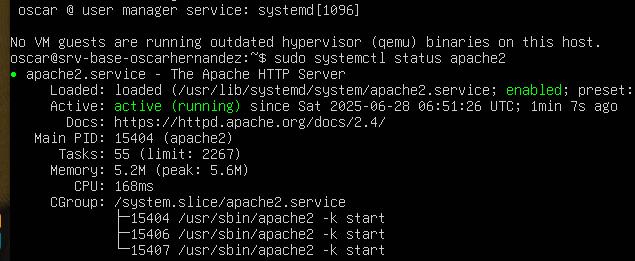 oscar @ user manager service: systemd[1096]
No VM guests are running outdated hypervisor (qemu) binaries on this host.
oscar@srv-base-oscarhernandez:~$ sudo systemctl status apache2
● apache2.service - The Apache HTTP Server
Loaded: loaded (/usr/lib/systemd/system/apache2.service; enabled; preset:
Active: active (running) since Sat 2025-06-28 06:51:26 UTC; 1min 7s ago
Docs: https://httpd.apache.org/docs/2.4/
Main PID: 15404 (apache2)
Tasks: 55 (limit: 2267)
Memory: 5.2M (peak: 5.6M)
CPU: 168ms
CGroup: /system.slice/apache2.service
├─15404 /usr/sbin/apache2 -k start
├─15406 /usr/sbin/apache2 -k start
└─15407 /usr/sbin/apache2 -k start